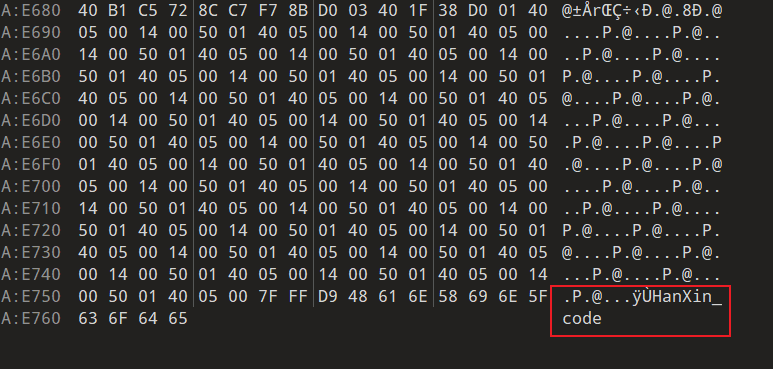 A:E680 40 B1 C5 72 8C C7 F7 8B D0 03 40 1F 38 D0 01 40 @±ÅrŒÇ÷‹Ð.@.8Ð.@
A:E690 05 00 14 00 50 01 40 05 00 14 00 50 01 40 05 00 ....P.@....P.@..
A:E6A0 14 00 50 01 40 05 00 14 00 50 01 40 05 00 14 00 ..P.@....P.@....
A:E6B0 50 01 40 05 00 14 00 50 01 40 05 00 14 00 50 01 P.@....P.@....P.
A:E6C0 40 05 00 14 00 50 01 40 05 00 14 00 50 01 40 05 @....P.@....P.@.
A:E6D0 00 14 00 50 01 40 05 00 14 00 50 01 40 05 00 14 ...P.@....P.@...
A:E6E0 00 50 01 40 05 00 14 00 50 01 40 05 00 14 00 50 .P.@....P.@....P
A:E6F0 01 40 05 00 14 00 50 01 40 05 00 14 00 50 01 40 .@....P.@....P.@
A:E700 05 00 14 00 50 01 40 05 00 14 00 50 01 40 05 00 ....P.@....P.@..
A:E710 14 00 50 01 40 05 00 14 00 50 01 40 05 00 14 00 ..P.@....P.@....
A:E720 50 01 40 05 00 14 00 50 01 40 05 00 14 00 50 01 P.@....P.@....P.
A:E730 40 05 00 14 00 50 01 40 05 00 14 00 50 01 40 05 @....P.@....P.@.
A:E740 00 14 00 50 01 40 05 00 14 00 50 01 40 05 00 14 ...P.@....P.@...
A:E750 00 50 01 40 05 00 7F FF D9 48 61 6E 58 69 6E 5F .P.@...ÿÙHanXin_
A:E760 63 6F 64 65 code